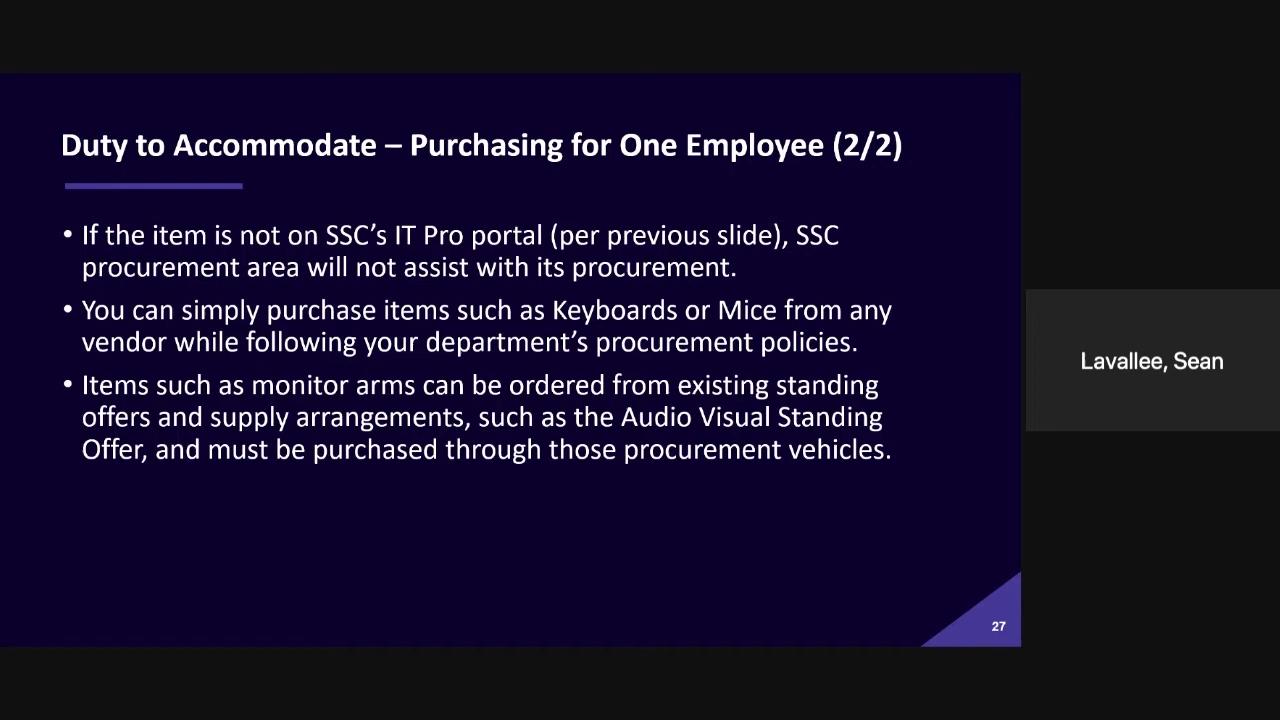 Duty to Accommodate – Purchasing for One Employee (2/2)
• If the item is not on SSC’s IT Pro portal (per previous slide), SSC
procurement area will not assist with its procurement.
• You can simply purchase items such as Keyboards or Mice from any
vendor while following your department’s procurement policies.
• Items such as monitor arms can be ordered from existing standing
offers and supply arrangements, such as the Audio Visual Standing
Offer, and must be purchased through those procurement vehicles.
Lavallee, Sean
27